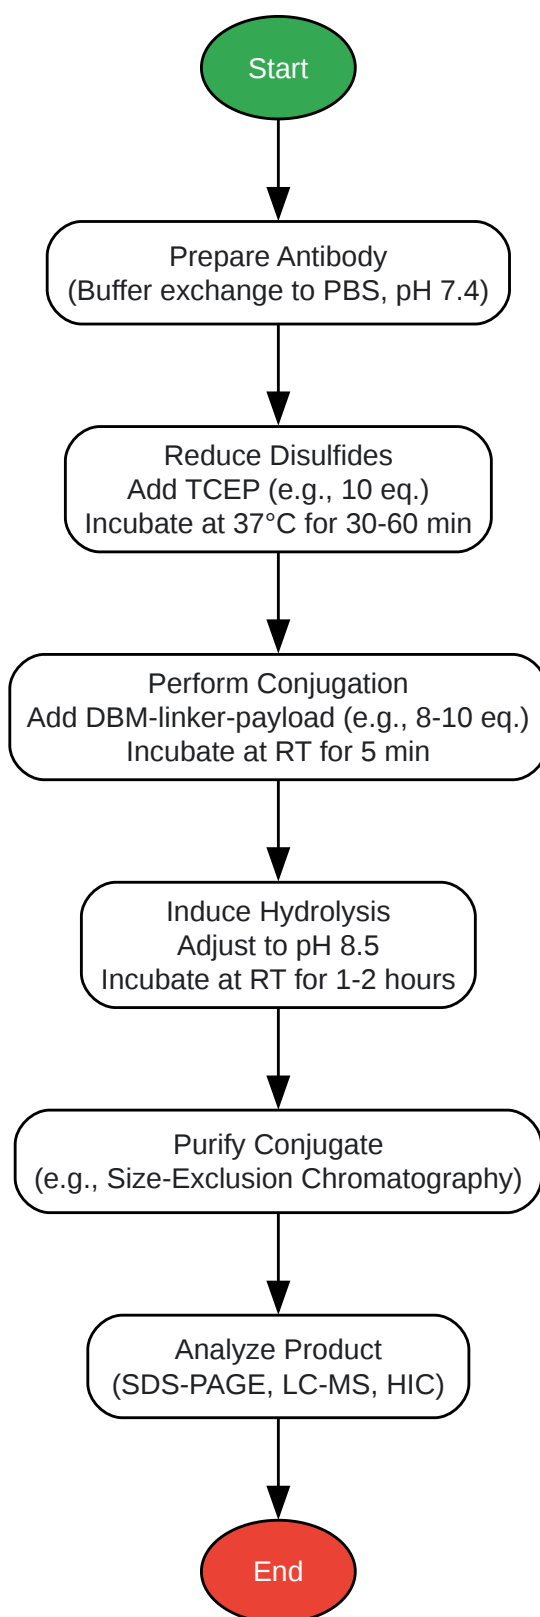 Start
Prepare Antibody
(Buffer exchange to PBS, pH 7.4)
Reduce Disulfides
Add TCEP (e.g., 10 eq.)
Incubate at 37°C for 30-60 min
Perform Conjugation
Add DBM-linker-payload (e.g., 8-10 eq.)
Incubate at RT for 5 min
Induce Hydrolysis
Adjust to pH 8.5
Incubate at RT for 1-2 hours
Purify Conjugate
(e.g., Size-Exclusion Chromatography)
Analyze Product
(SDS-PAGE, LC-MS, HIC)
End